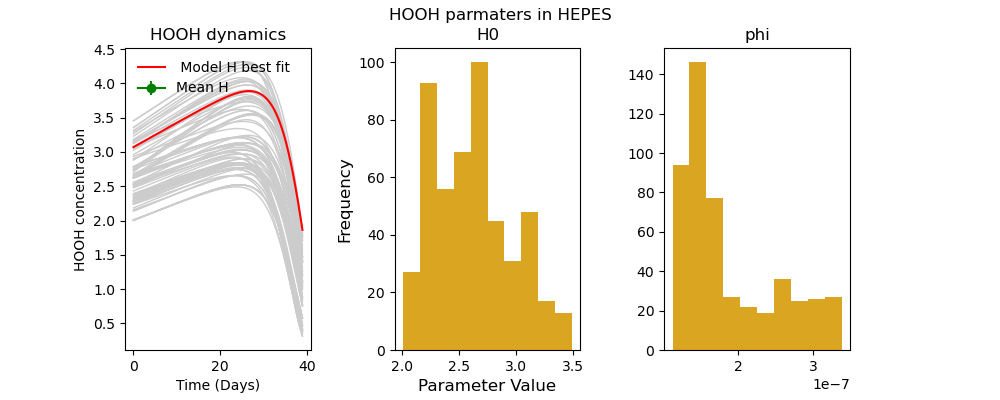 HOOH parmaters in HEPES
HOOH dynamics
Model H best fit
Mean H
4.5
4.0
3.5
3.0
2.5
2.0
1.5
1.0
0.5
HOOH concentration
0 20 40
Time (Days)
H0
100
80
60
40
20
0
Frequency
2.0 2.5 3.0 3.5
Parameter Value
phi
140
120
100
80
60
40
20
0
2 3
1e−7